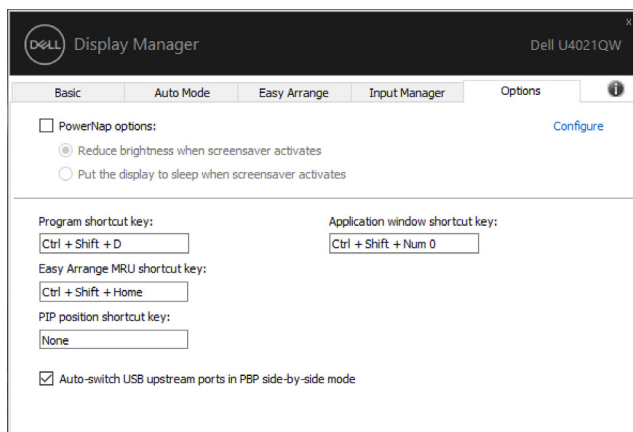 x
DELL Display Manager Dell U4021QW
Basic Auto Mode Easy Arrange Input Manager Options i
PowerNap options: Configure
Reduce brightness when screensaver activates
Put the display to sleep when screensaver activates
Program shortcut key: Application window shortcut key:
Ctrl + Shift + D Ctrl + Shift + Num 0
Easy Arrange MRU shortcut key:
Ctrl + Shift + Home
PIP position shortcut key:
None
Auto-switch USB upstream ports in PBP side-by-side mode